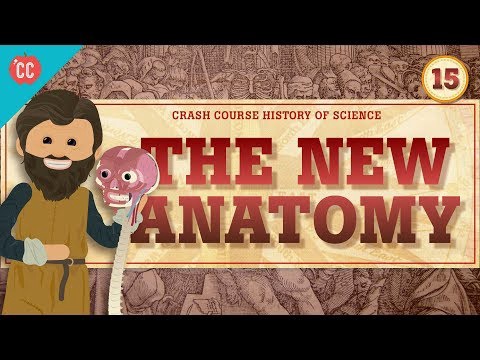 CC
15
CRASH COURSE HISTORY OF SCIENCE
THE NEW
ANATOMY